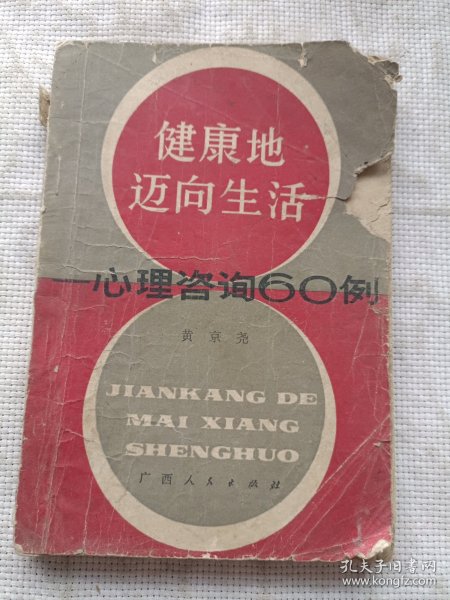 健康地
迈向生活
—心理咨询60例
黄京尧
JIANKANG DE
MAI XIANG
SHENGHUO
广西人民出版社
孔夫子旧书网
www.kongfz.com